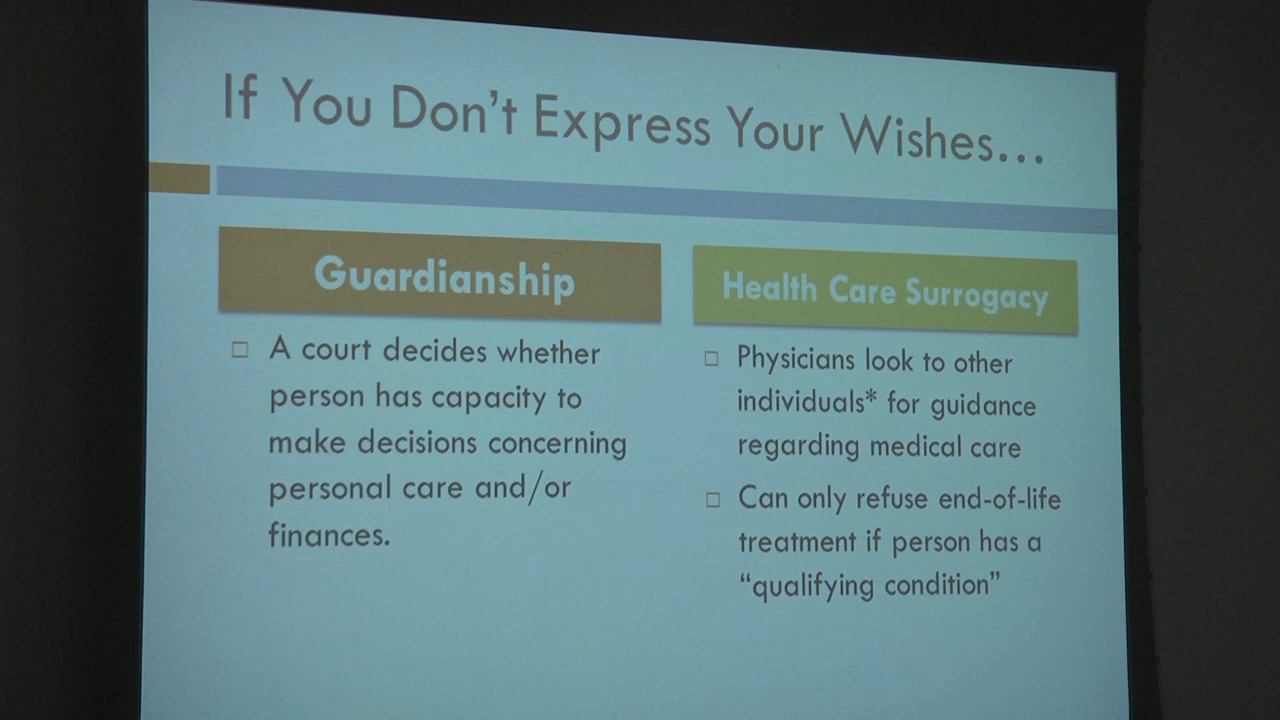 If You Don't Express Your Wishes...
Guardianship
A court decides whether
person has capacity to
make decisions concerning
personal care and/or
finances.
Health Care Surrogacy
Physicians look to other
individuals* for guidance
regarding medical care
Can only refuse end-of-life
treatment if person has a
“qualifying condition”